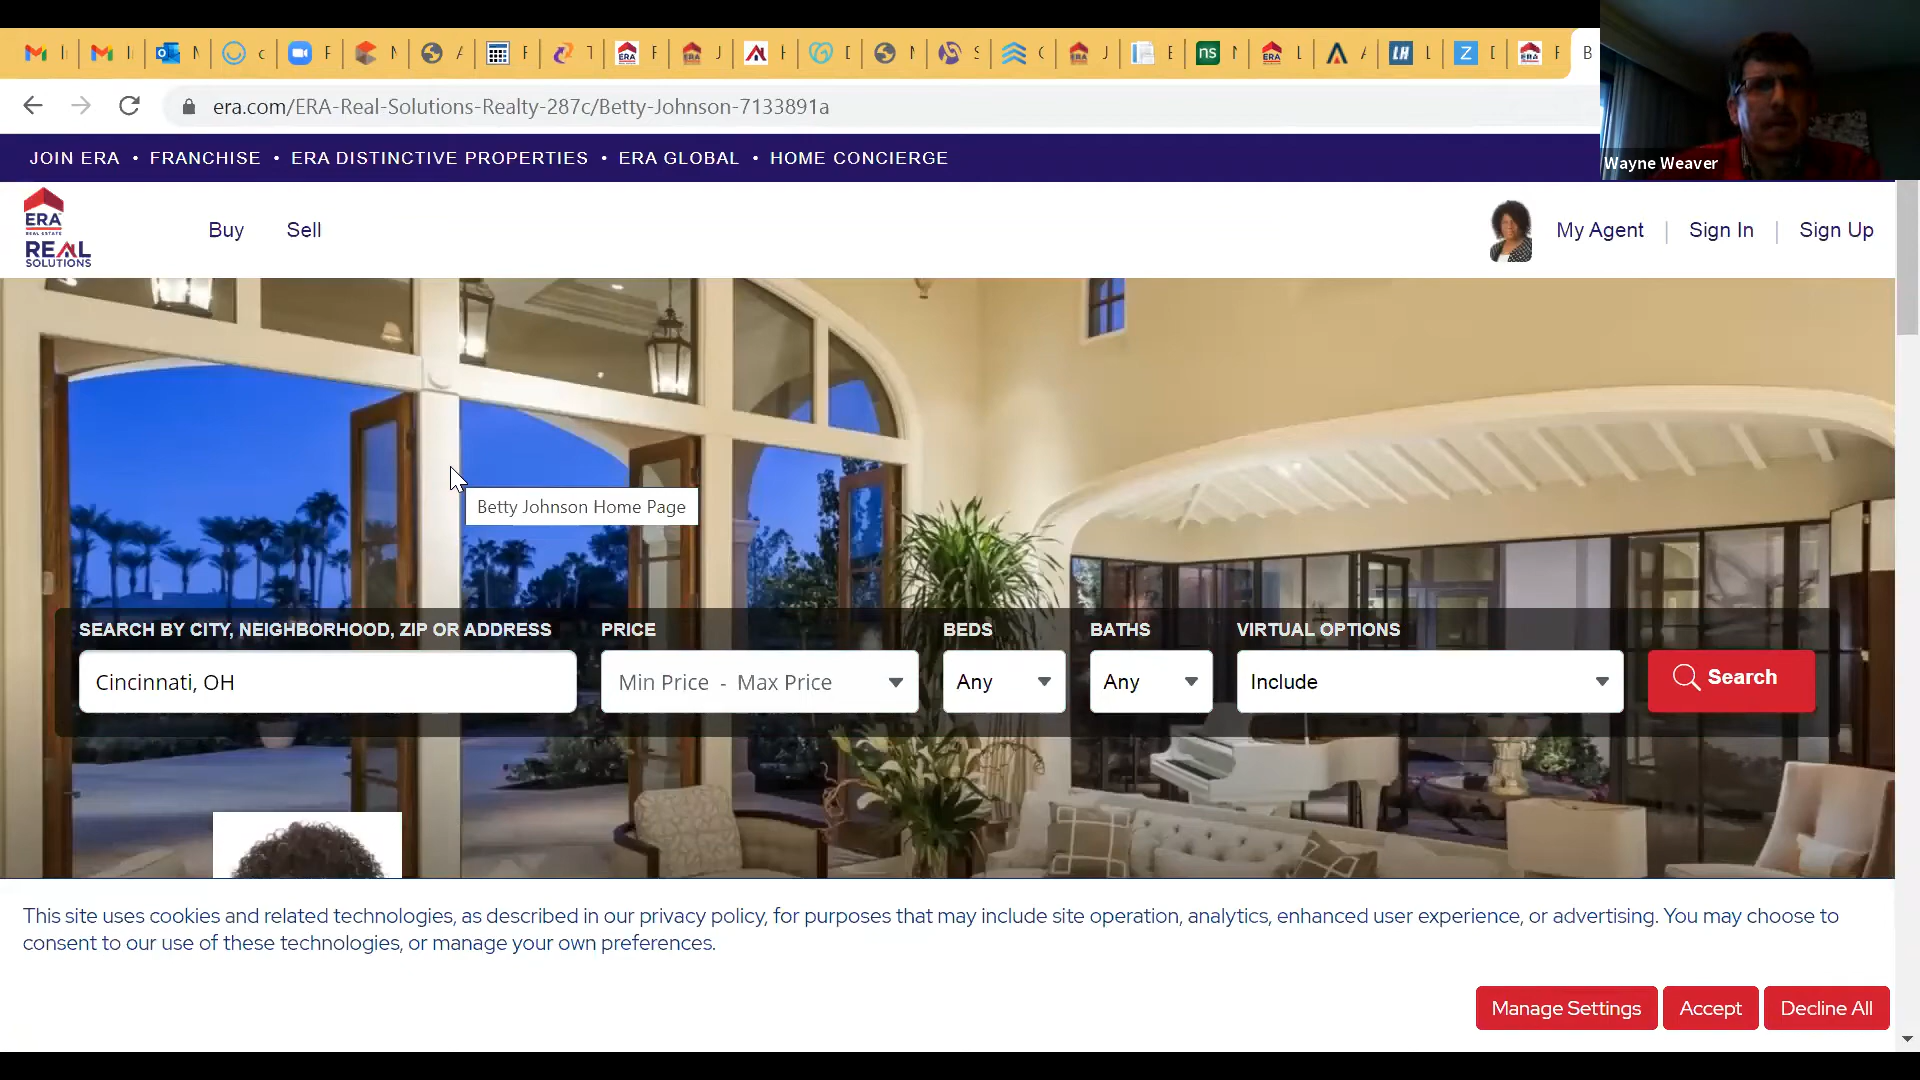 era.com/ERA-Real-Solutions-Realty-287c/Betty-Johnson-7133891a
JOIN ERA • FRANCHISE • ERA DISTINCTIVE PROPERTIES • ERA GLOBAL • HOME CONCIERGE
Wayne Weaver
ERA
REAL ESTATE
REAL
SOLUTIONS
Buy Sell
My Agent | Sign In | Sign Up
Betty Johnson Home Page
SEARCH BY CITY, NEIGHBORHOOD, ZIP OR ADDRESS PRICE BEDS BATHS VIRTUAL OPTIONS
Cincinnati, OH Min Price - Max Price Any Any Include Search
This site uses cookies and related technologies, as described in our privacy policy, for purposes that may include site operation, analytics, enhanced user experience, or advertising. You may choose to
consent to our use of these technologies, or manage your own preferences.
Manage Settings Accept Decline All